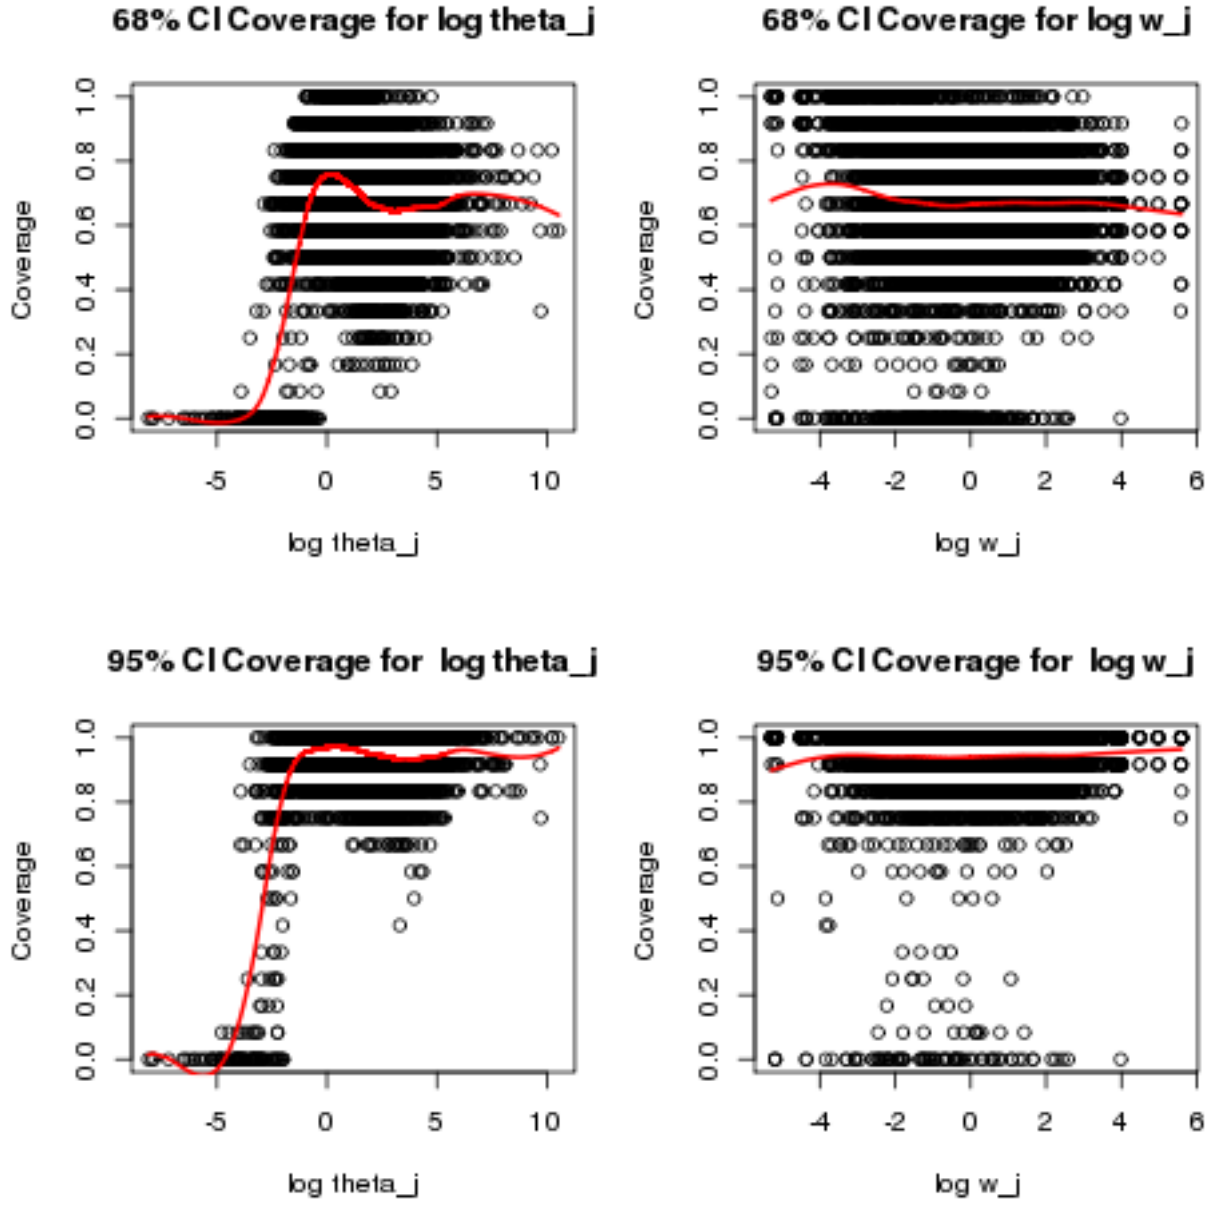 68% CI Coverage for log theta_j
68% CI Coverage for log w_j
Coverage
0.0 0.2 0.4 0.6 0.8 1.0
-5 0 5 10
log theta_j
Coverage
0.0 0.2 0.4 0.6 0.8 1.0
-4 -2 0 2 4 6
log w_j
95% CI Coverage for log theta_j
95% CI Coverage for log w_j
Coverage
0.0 0.2 0.4 0.6 0.8 1.0
-5 0 5 10
log theta_j
Coverage
0.0 0.2 0.4 0.6 0.8 1.0
-4 -2 0 2 4 6
log w_j